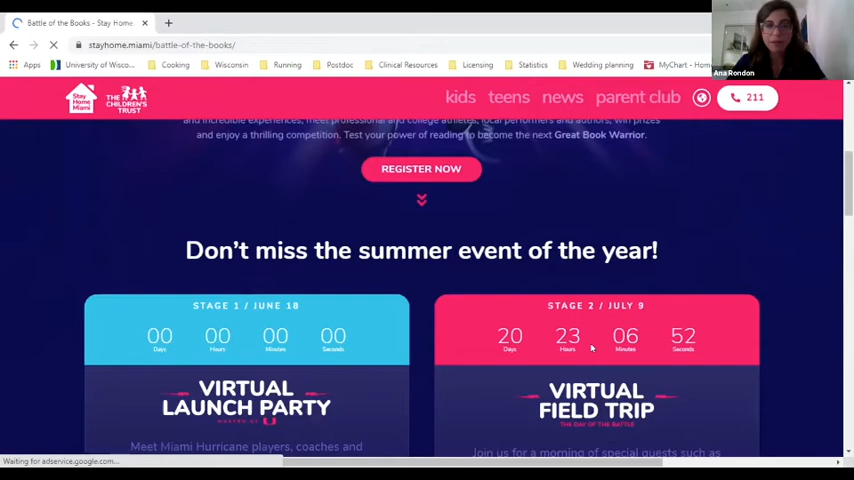 Battle of the Books - Stay Home
stayhome.miami/battle-of-the-books/
Apps
University of Wisco...
Cooking
Wisconsin
Running
Postdoc
Clinical Resources
Licensing
Statistics
Wedding planning
MyChart - Hom
Ana Rondon
Stay Home Miami
THE CHILDREN'S TRUST
kids teens news parent club
211
and incredible experiences, meet professional and college athletes, local performers and authors, win prizes
and enjoy a thrilling competition. Test your power of reading to become the next Great Book Warrior.
REGISTER NOW
Don't miss the summer event of the year!
STAGE 1 / JUNE 18
00 00 00 00
Days Hours Minutes Seconds
VIRTUAL
LAUNCH PARTY
Meet Miami Hurricane players, coaches and
STAGE 2 / JULY 9
20 23 06 52
Days Hours Minutes Seconds
VIRTUAL
FIELD TRIP
THE DAY OF THE BATTLE
Join us for a morning of special guests such as
Waiting for adservice.google.com...